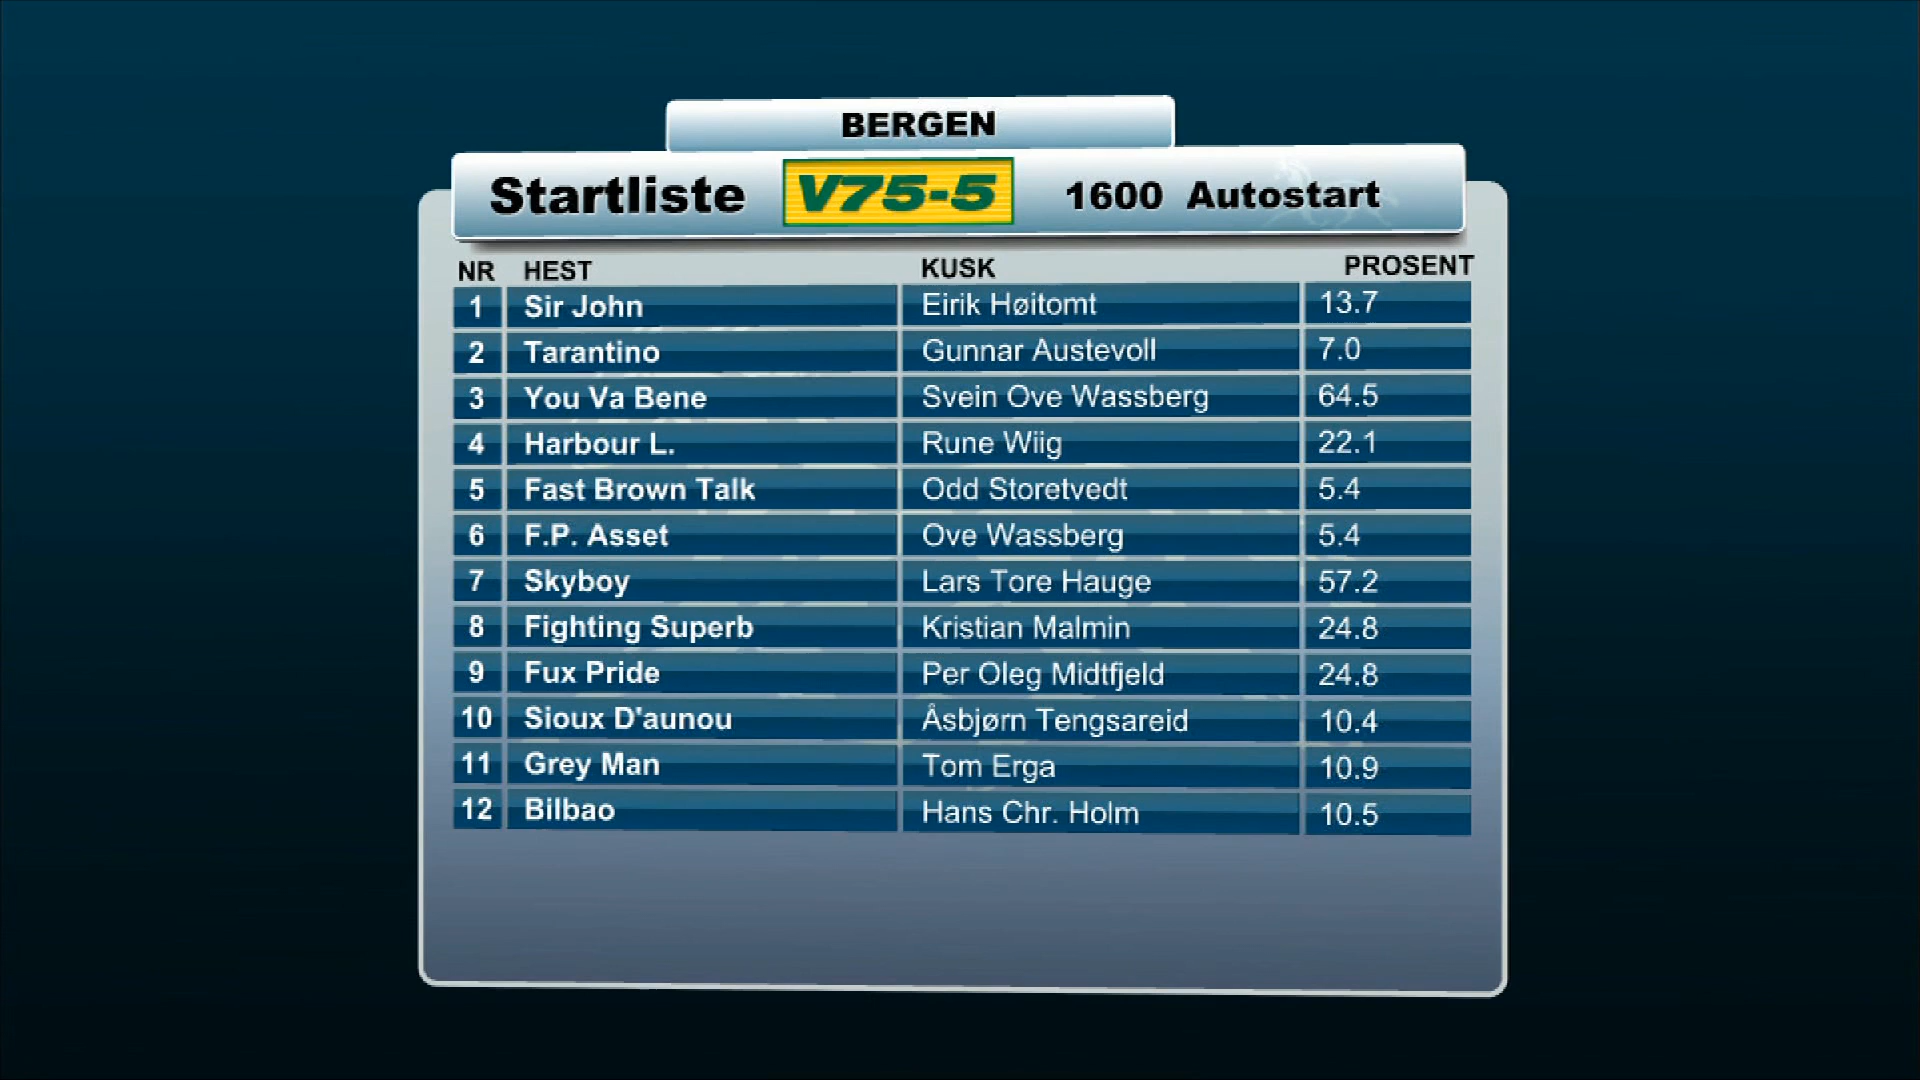 BERGEN
Startliste V75-5 1600 Autostart
NR HEST KUSK PROSENT
1 Sir John Eirik Høitomt 13.7
2 Tarantino Gunnar Austevoll 7.0
3 You Va Bene Svein Ove Wassberg 64.5
4 Harbour L. Rune Wiig 22.1
5 Fast Brown Talk Odd Storetvedt 5.4
6 F.P. Asset Ove Wassberg 5.4
7 Skyboy Lars Tore Hauge 57.2
8 Fighting Superb Kristian Malmin 24.8
9 Fux Pride Per Oleg Midtfjeld 24.8
10 Sioux D'aunou Åsbjørn Tengsareid 10.4
11 Grey Man Tom Erga 10.9
12 Bilbao Hans Chr. Holm 10.5